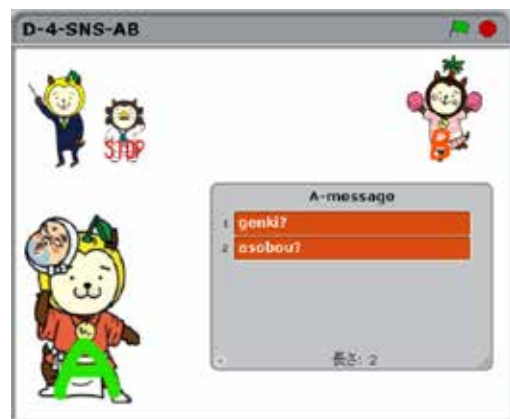 D-4-SNS-AB
STOP
B
A-message
1 genki?
2 asobou?
A
長さ: 2